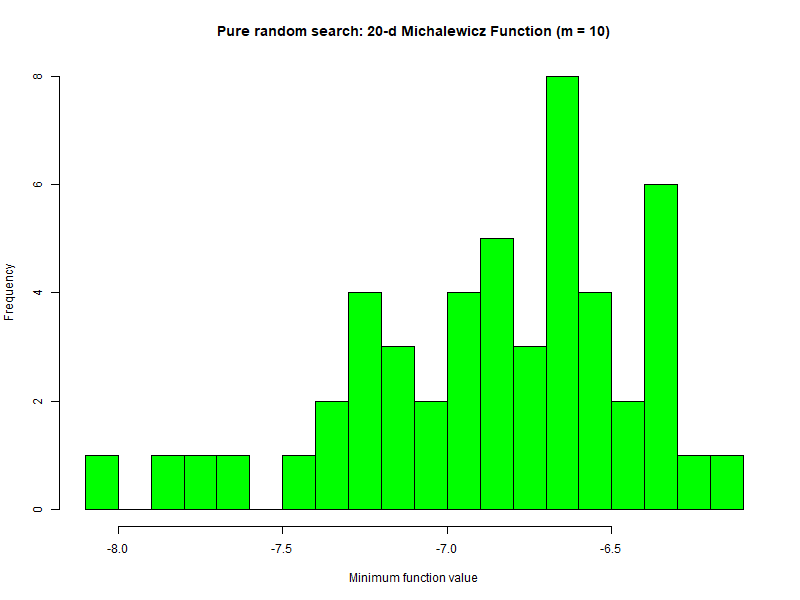 Pure random search: 20-d Michalewicz Function (m = 10)
Frequency
8
6
4
2
0
-8.0 -7.5 -7.0 -6.5
Minimum function value